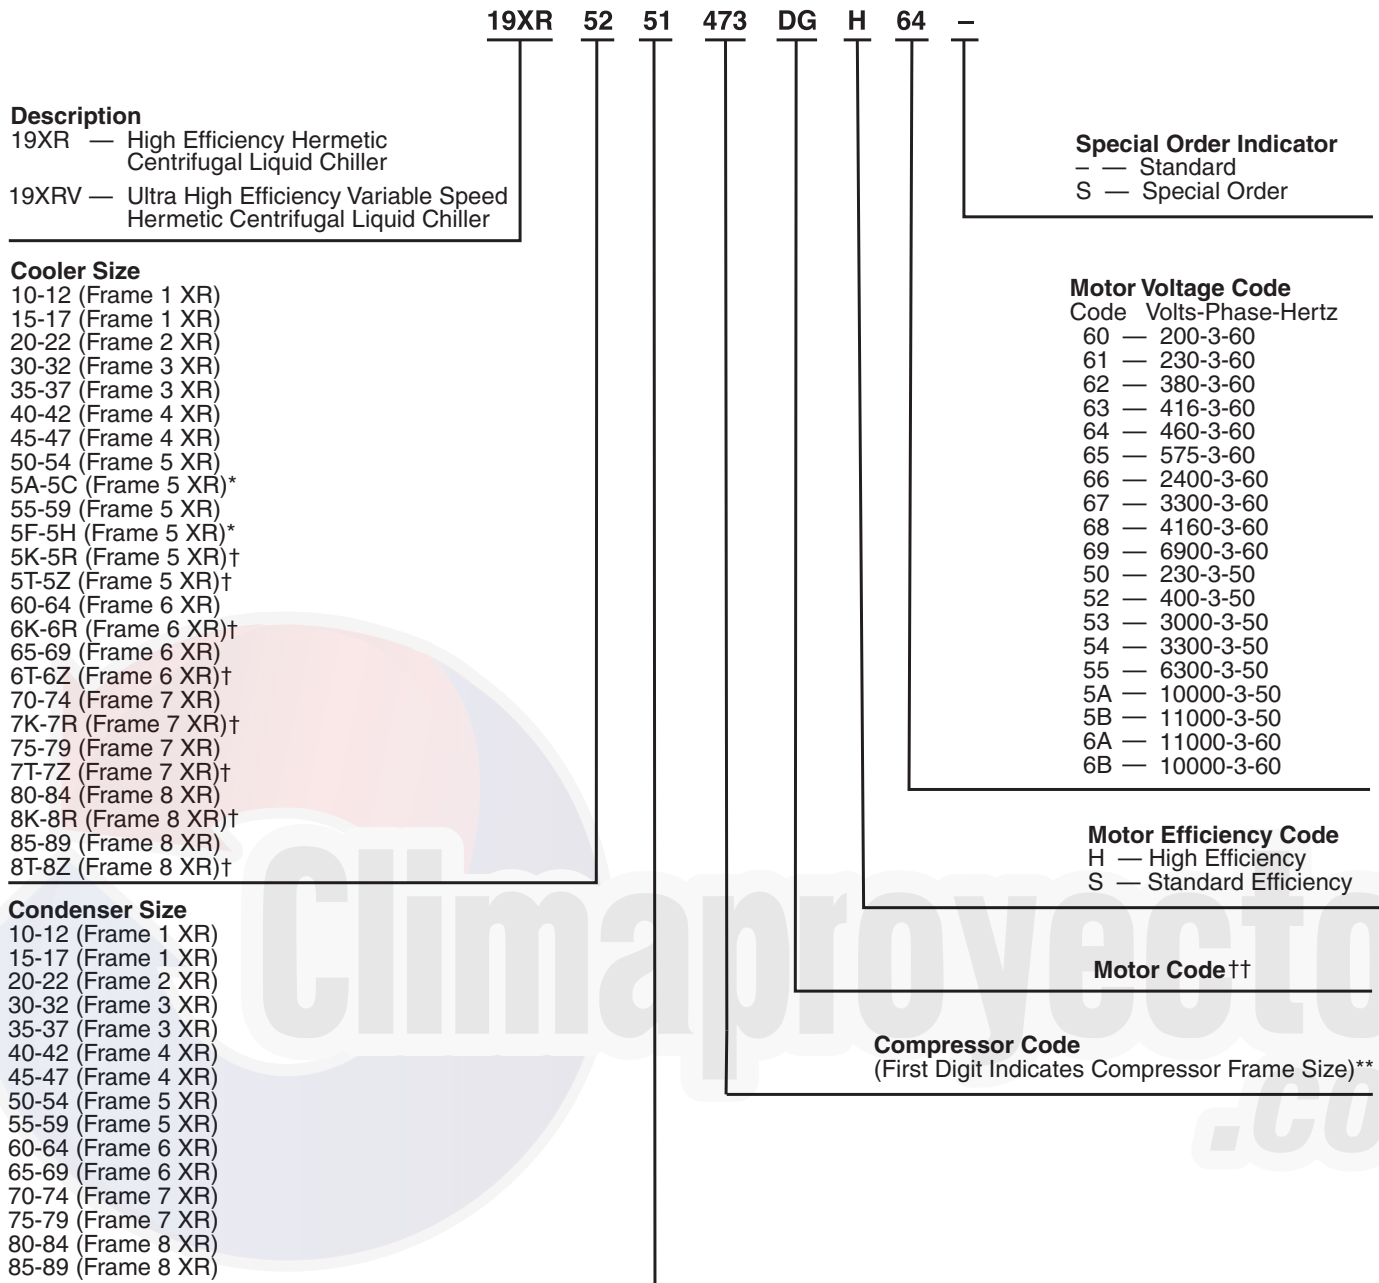 19XR 52 51 473 DG H 64 –
Description
19XR — High Efficiency Hermetic
Centrifugal Liquid Chiller
19XRV — Ultra High Efficiency Variable Speed
Hermetic Centrifugal Liquid Chiller
Cooler Size
10-12 (Frame 1 XR)
15-17 (Frame 1 XR)
20-22 (Frame 2 XR)
30-32 (Frame 3 XR)
35-37 (Frame 3 XR)
40-42 (Frame 4 XR)
45-47 (Frame 4 XR)
50-54 (Frame 5 XR)
5A-5C (Frame 5 XR)*
55-59 (Frame 5 XR)
5F-5H (Frame 5 XR)*
5K-5R (Frame 5 XR)†
5T-5Z (Frame 5 XR)†
60-64 (Frame 6 XR)
6K-6R (Frame 6 XR)†
65-69 (Frame 6 XR)
6T-6Z (Frame 6 XR)†
70-74 (Frame 7 XR)
7K-7R (Frame 7 XR)†
75-79 (Frame 7 XR)
7T-7Z (Frame 7 XR)†
80-84 (Frame 8 XR)
8K-8R (Frame 8 XR)†
85-89 (Frame 8 XR)
8T-8Z (Frame 8 XR)†
Condenser Size
10-12 (Frame 1 XR)
15-17 (Frame 1 XR)
20-22 (Frame 2 XR)
30-32 (Frame 3 XR)
35-37 (Frame 3 XR)
40-42 (Frame 4 XR)
45-47 (Frame 4 XR)
50-54 (Frame 5 XR)
55-59 (Frame 5 XR)
60-64 (Frame 6 XR)
65-69 (Frame 6 XR)
70-74 (Frame 7 XR)
75-79 (Frame 7 XR)
80-84 (Frame 8 XR)
85-89 (Frame 8 XR)
Special Order Indicator
– — Standard
S — Special Order
Motor Voltage Code
Code Volts-Phase-Hertz
60 — 200-3-60
61 — 230-3-60
62 — 380-3-60
63 — 416-3-60
64 — 460-3-60
65 — 575-3-60
66 — 2400-3-60
67 — 3300-3-60
68 — 4160-3-60
69 — 6900-3-60
50 — 230-3-50
52 — 400-3-50
53 — 3000-3-50
54 — 3300-3-50
55 — 6300-3-50
5A — 10000-3-50
5B — 11000-3-50
6A — 11000-3-60
6B — 10000-3-60
Motor Efficiency Code
H — High Efficiency
S — Standard Efficiency
Motor Code††
Compressor Code
(First Digit Indicates Compressor Frame Size)**
Climaproyecto
.co